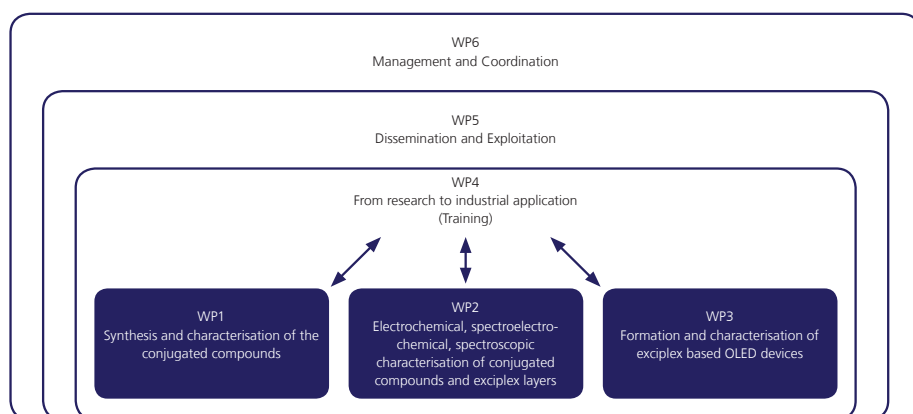 WP6
Management and Coordination
WP5
Dissemination and Exploitation
WP4
From research to industrial application
(Training)
WP1
Synthesis and characterisation of the
conjugated compounds
WP2
Electrochemical, spectroelectro-
chemical, spectroscopic
characterisation of conjugated
compounds and exciplex layers
WP3
Formation and characterisation of
exciplex based OLED devices